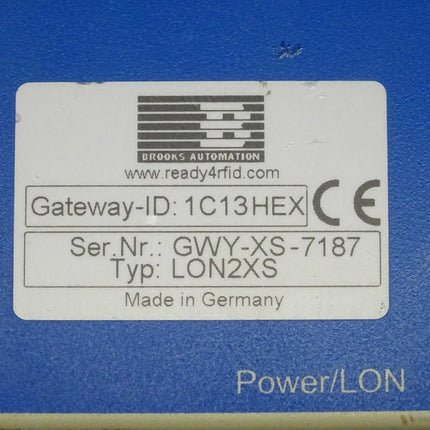 BROOKS AUTOMATION
www.ready4rfid.com
Gateway-ID: 1C13HEX
CE
Ser.Nr.: GWY-XS-7187
Typ: LON2XS
Made in Germany
Power/LON